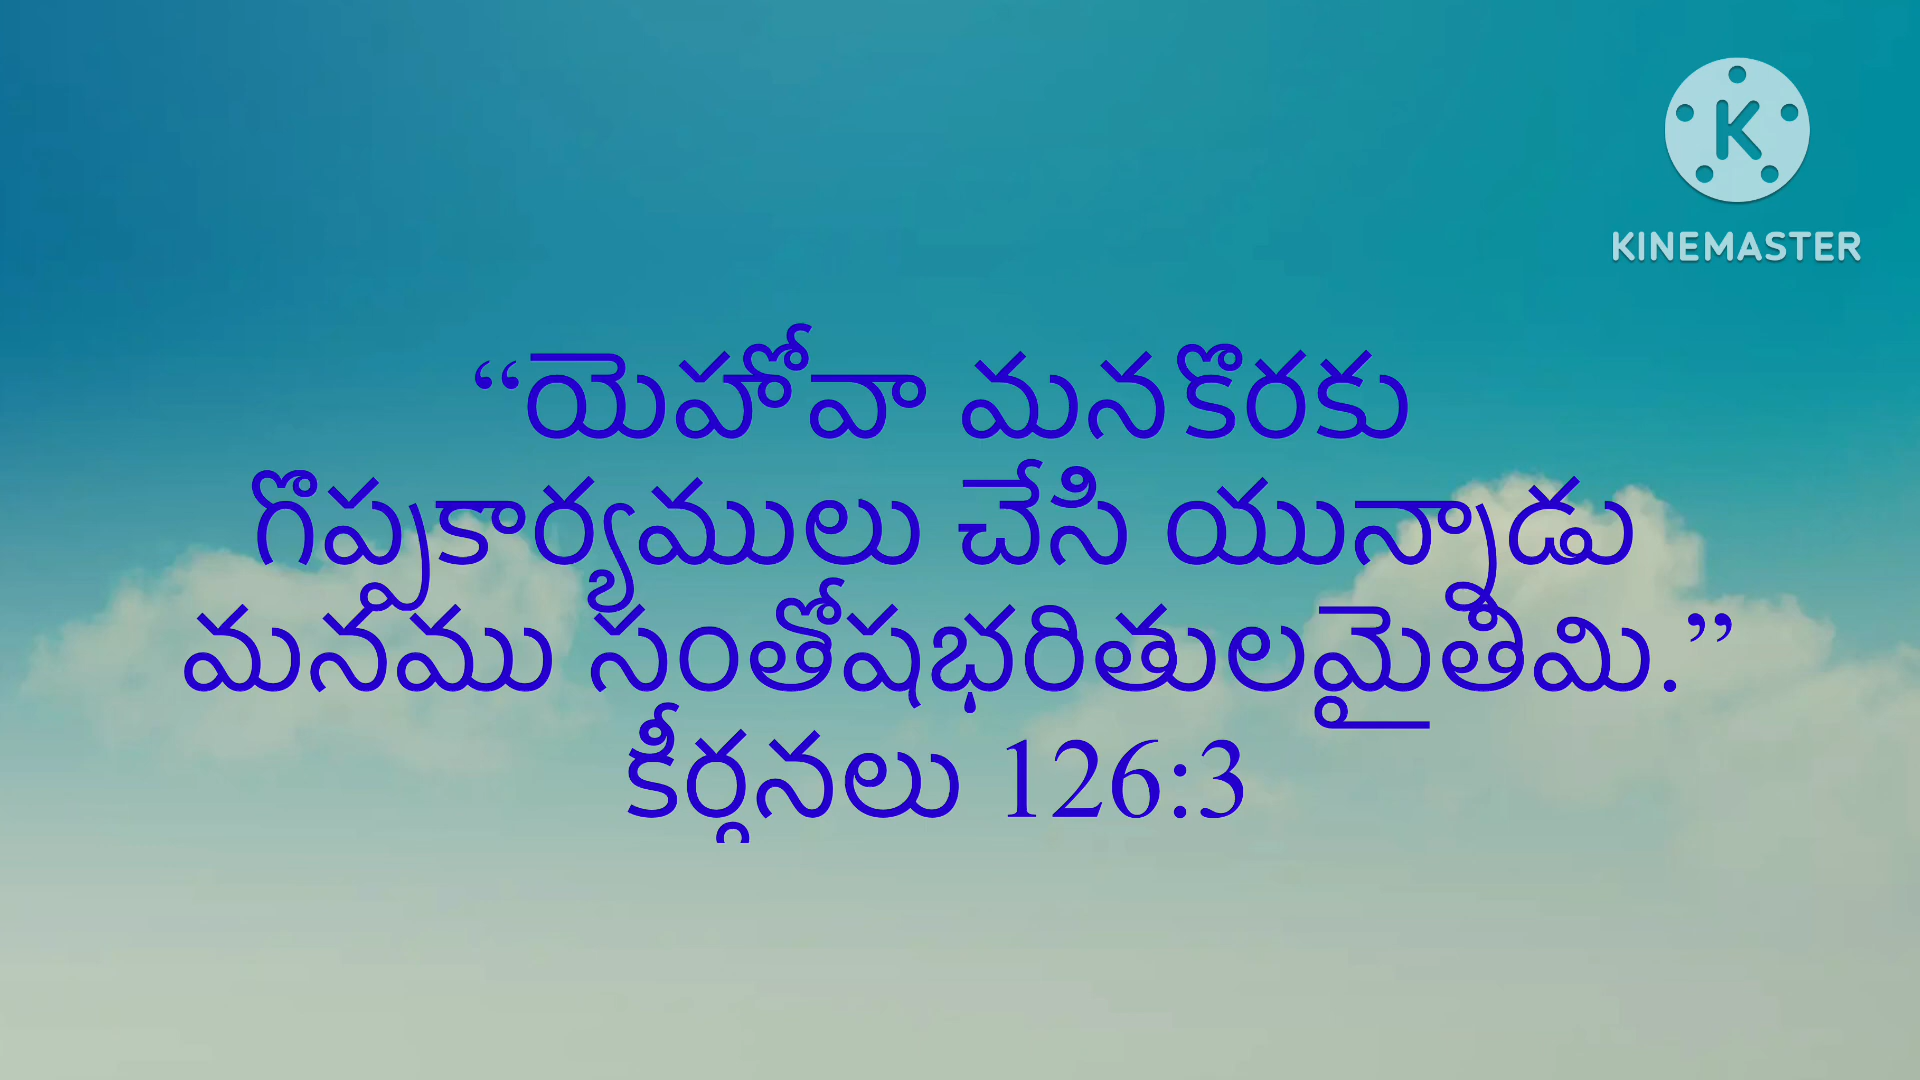 KINEMASTER
“యెహోవా మనకొరకు
గొప్పకార్యములు చేసి యున్నాడు
మనము సంతోషభరితులమైతిమి.”
కీర్తనలు 126:3